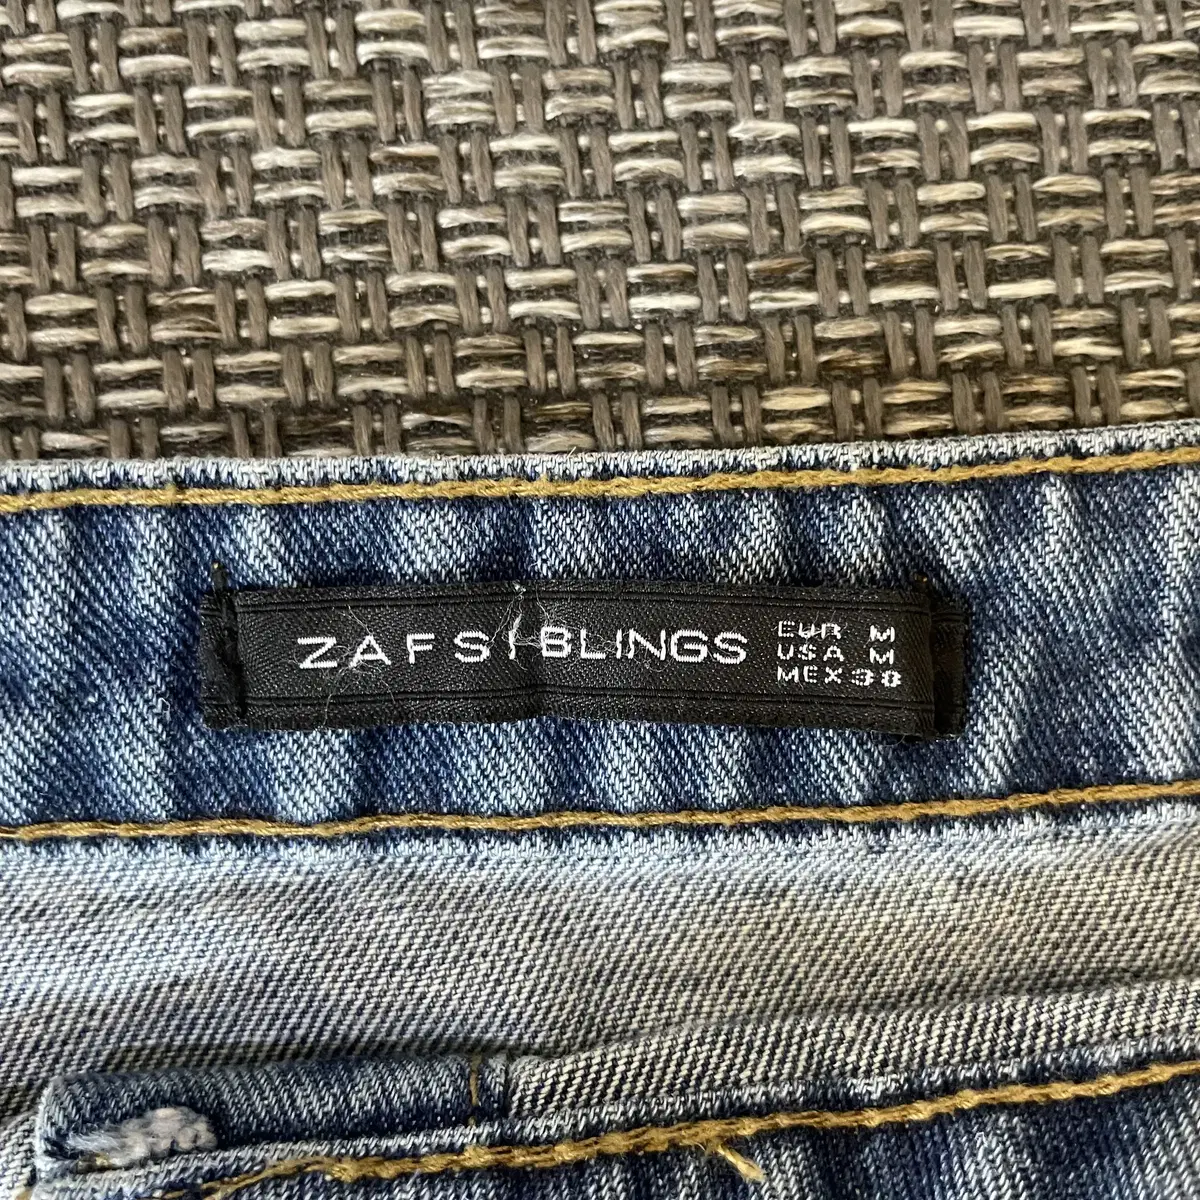 ZAFSIBLINGS
EUR M
USA M
MEX 38